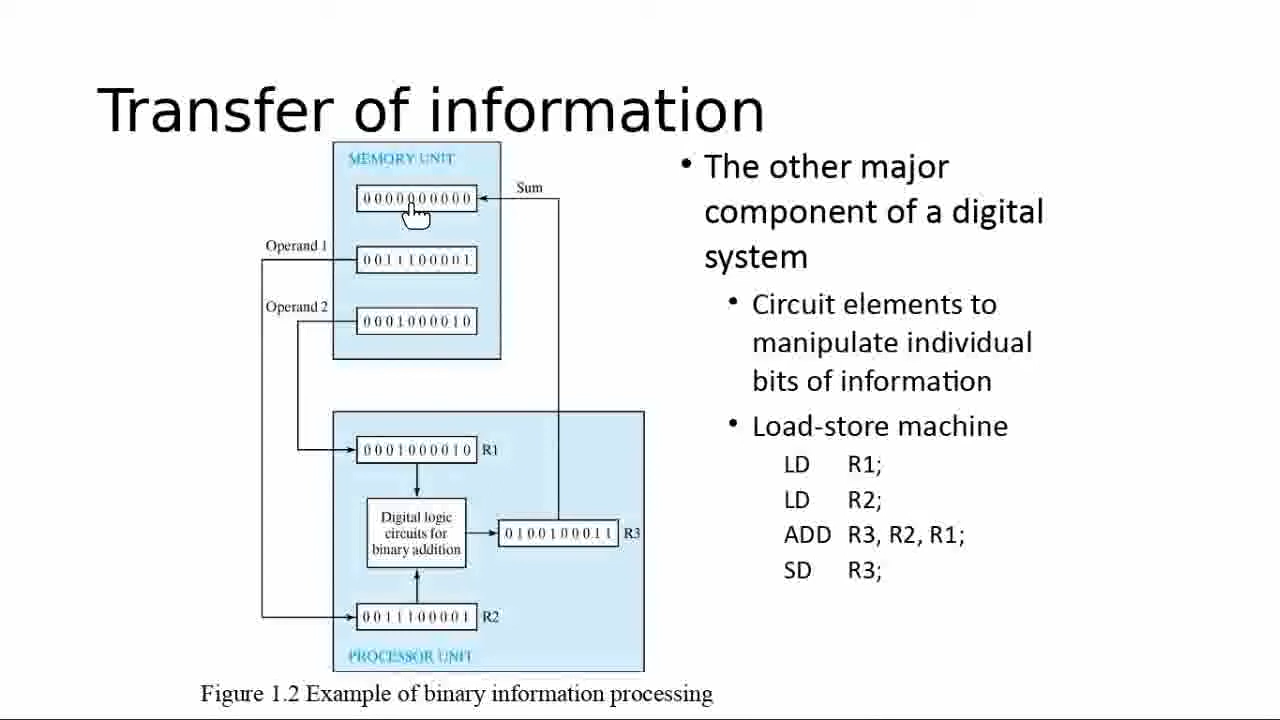 Transfer of information
MEMORY UNIT
0 0 0 0 0 0 0 0 0 0
Sum
Operand 1
0 0 1 1 1 0 0 0 0 1
Operand 2
0 0 0 1 0 0 0 0 1 0
0 0 0 1 0 0 0 0 1 0 R1
Digital logic
circuits for
binary addition
0 1 0 0 1 0 0 0 1 1 R3
0 0 1 1 1 0 0 0 0 1 R2
PROCESSOR UNIT
Figure 1.2 Example of binary information processing
• The other major
component of a digital
system
• Circuit elements to
manipulate individual
bits of information
• Load-store machine
LD R1;
LD R2;
ADD R3, R2, R1;
SD R3;